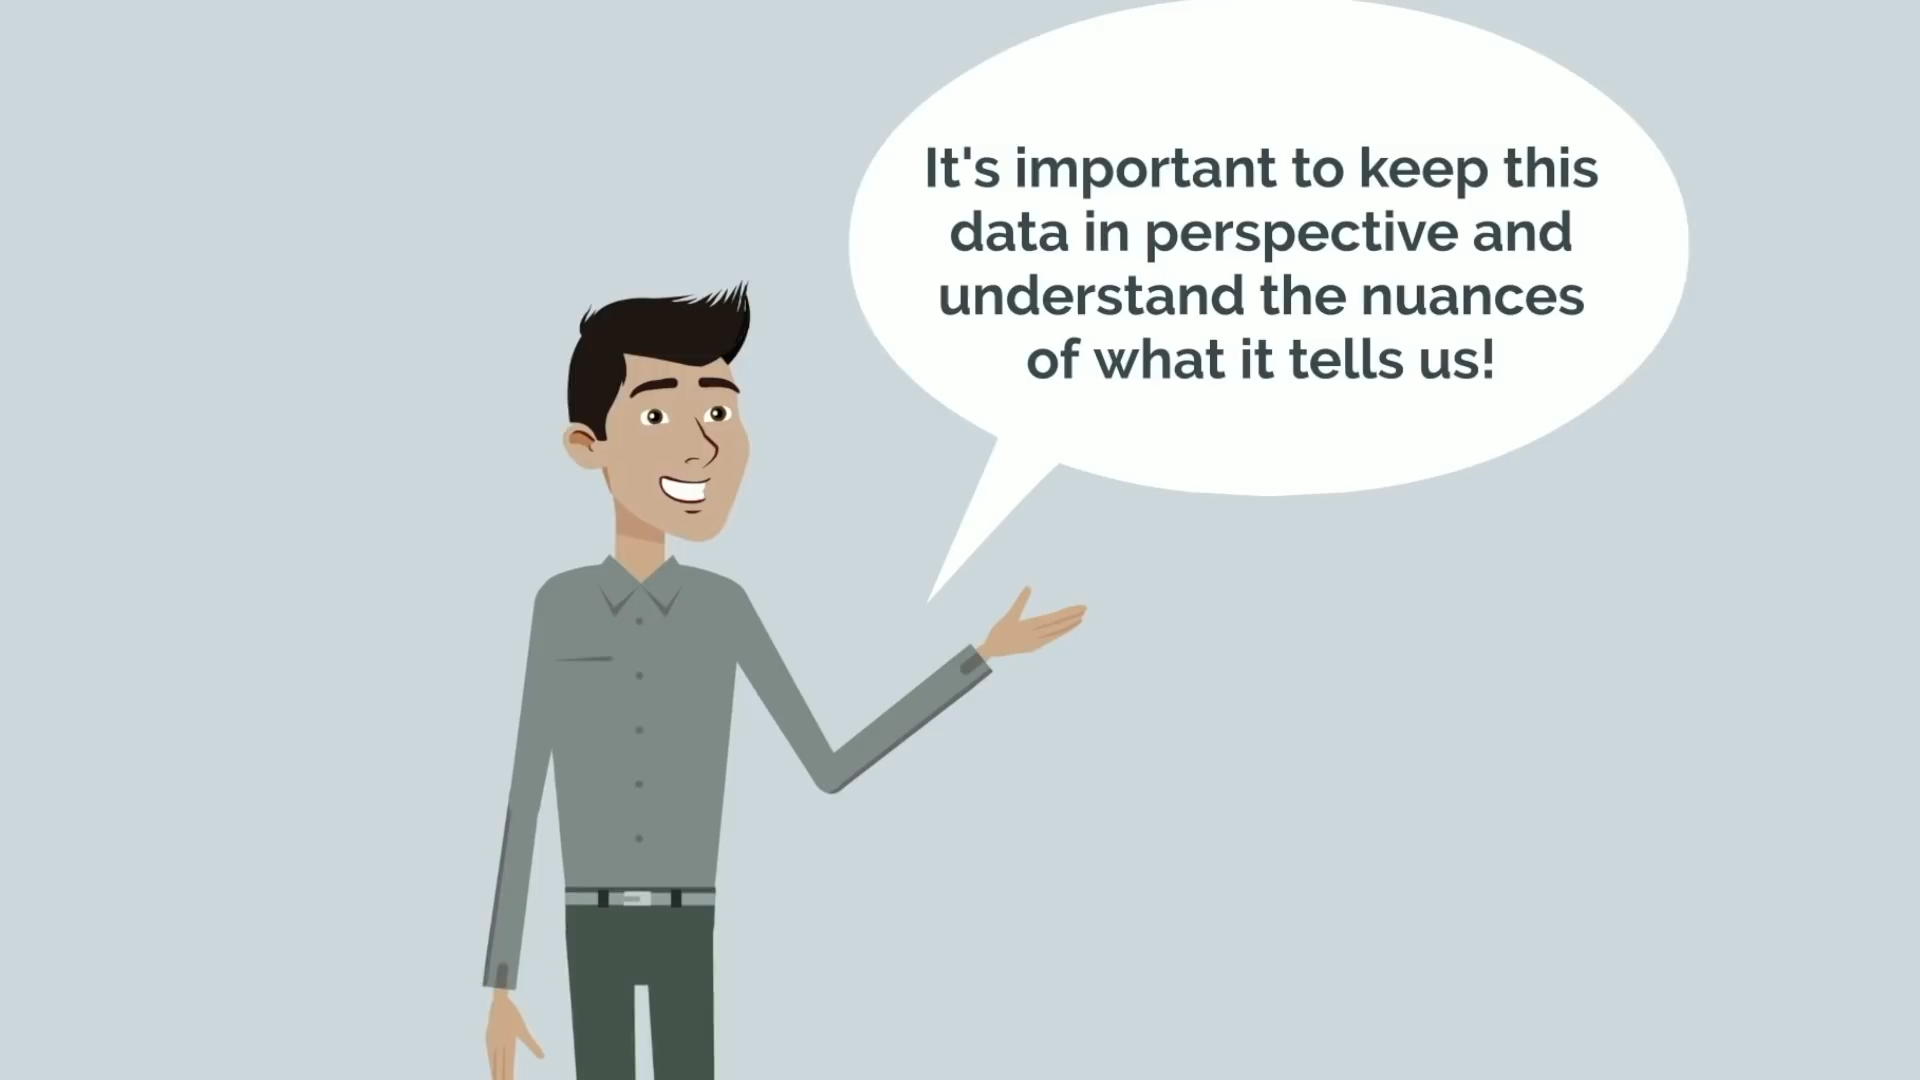 It's important to keep this
data in perspective and
understand the nuances
of what it tells us!